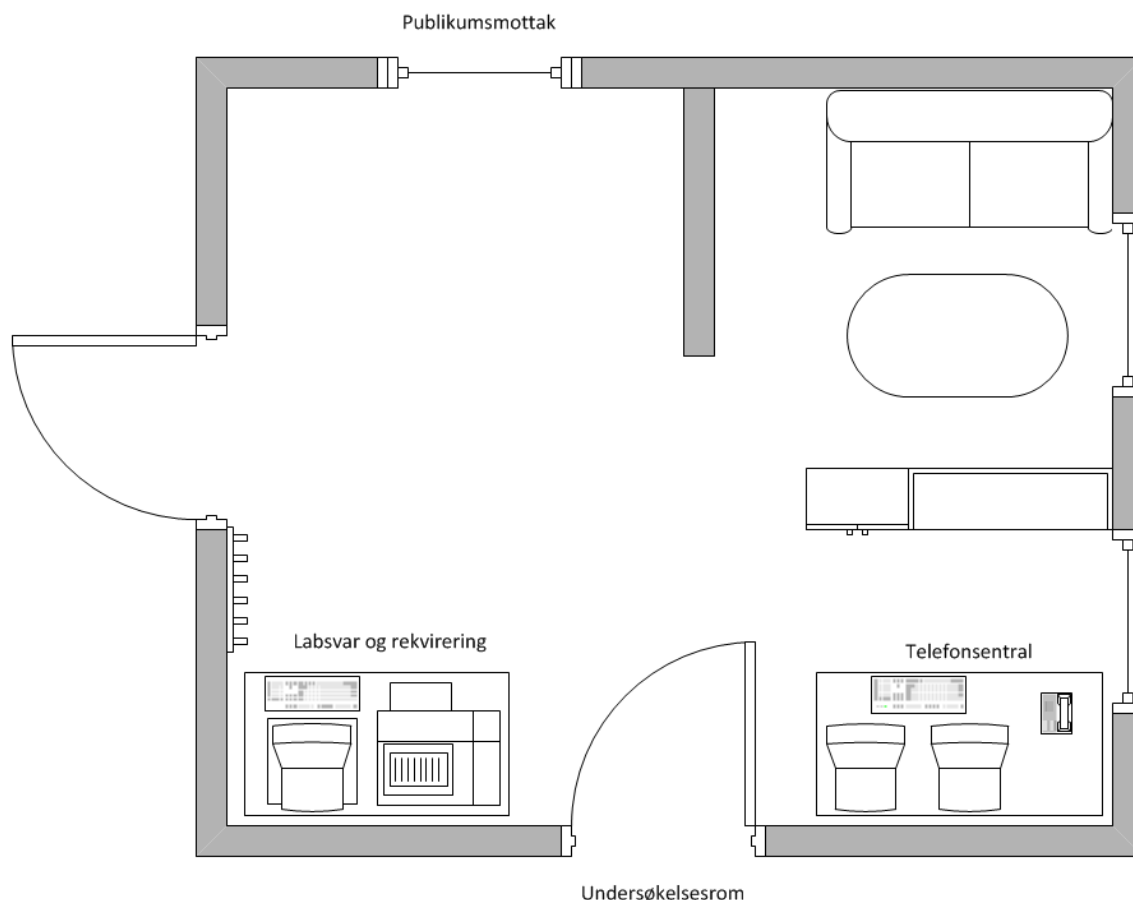 Publikumsmottak
Labsvar og rekvirering
Telefonsentral
Undersøkelsesrom